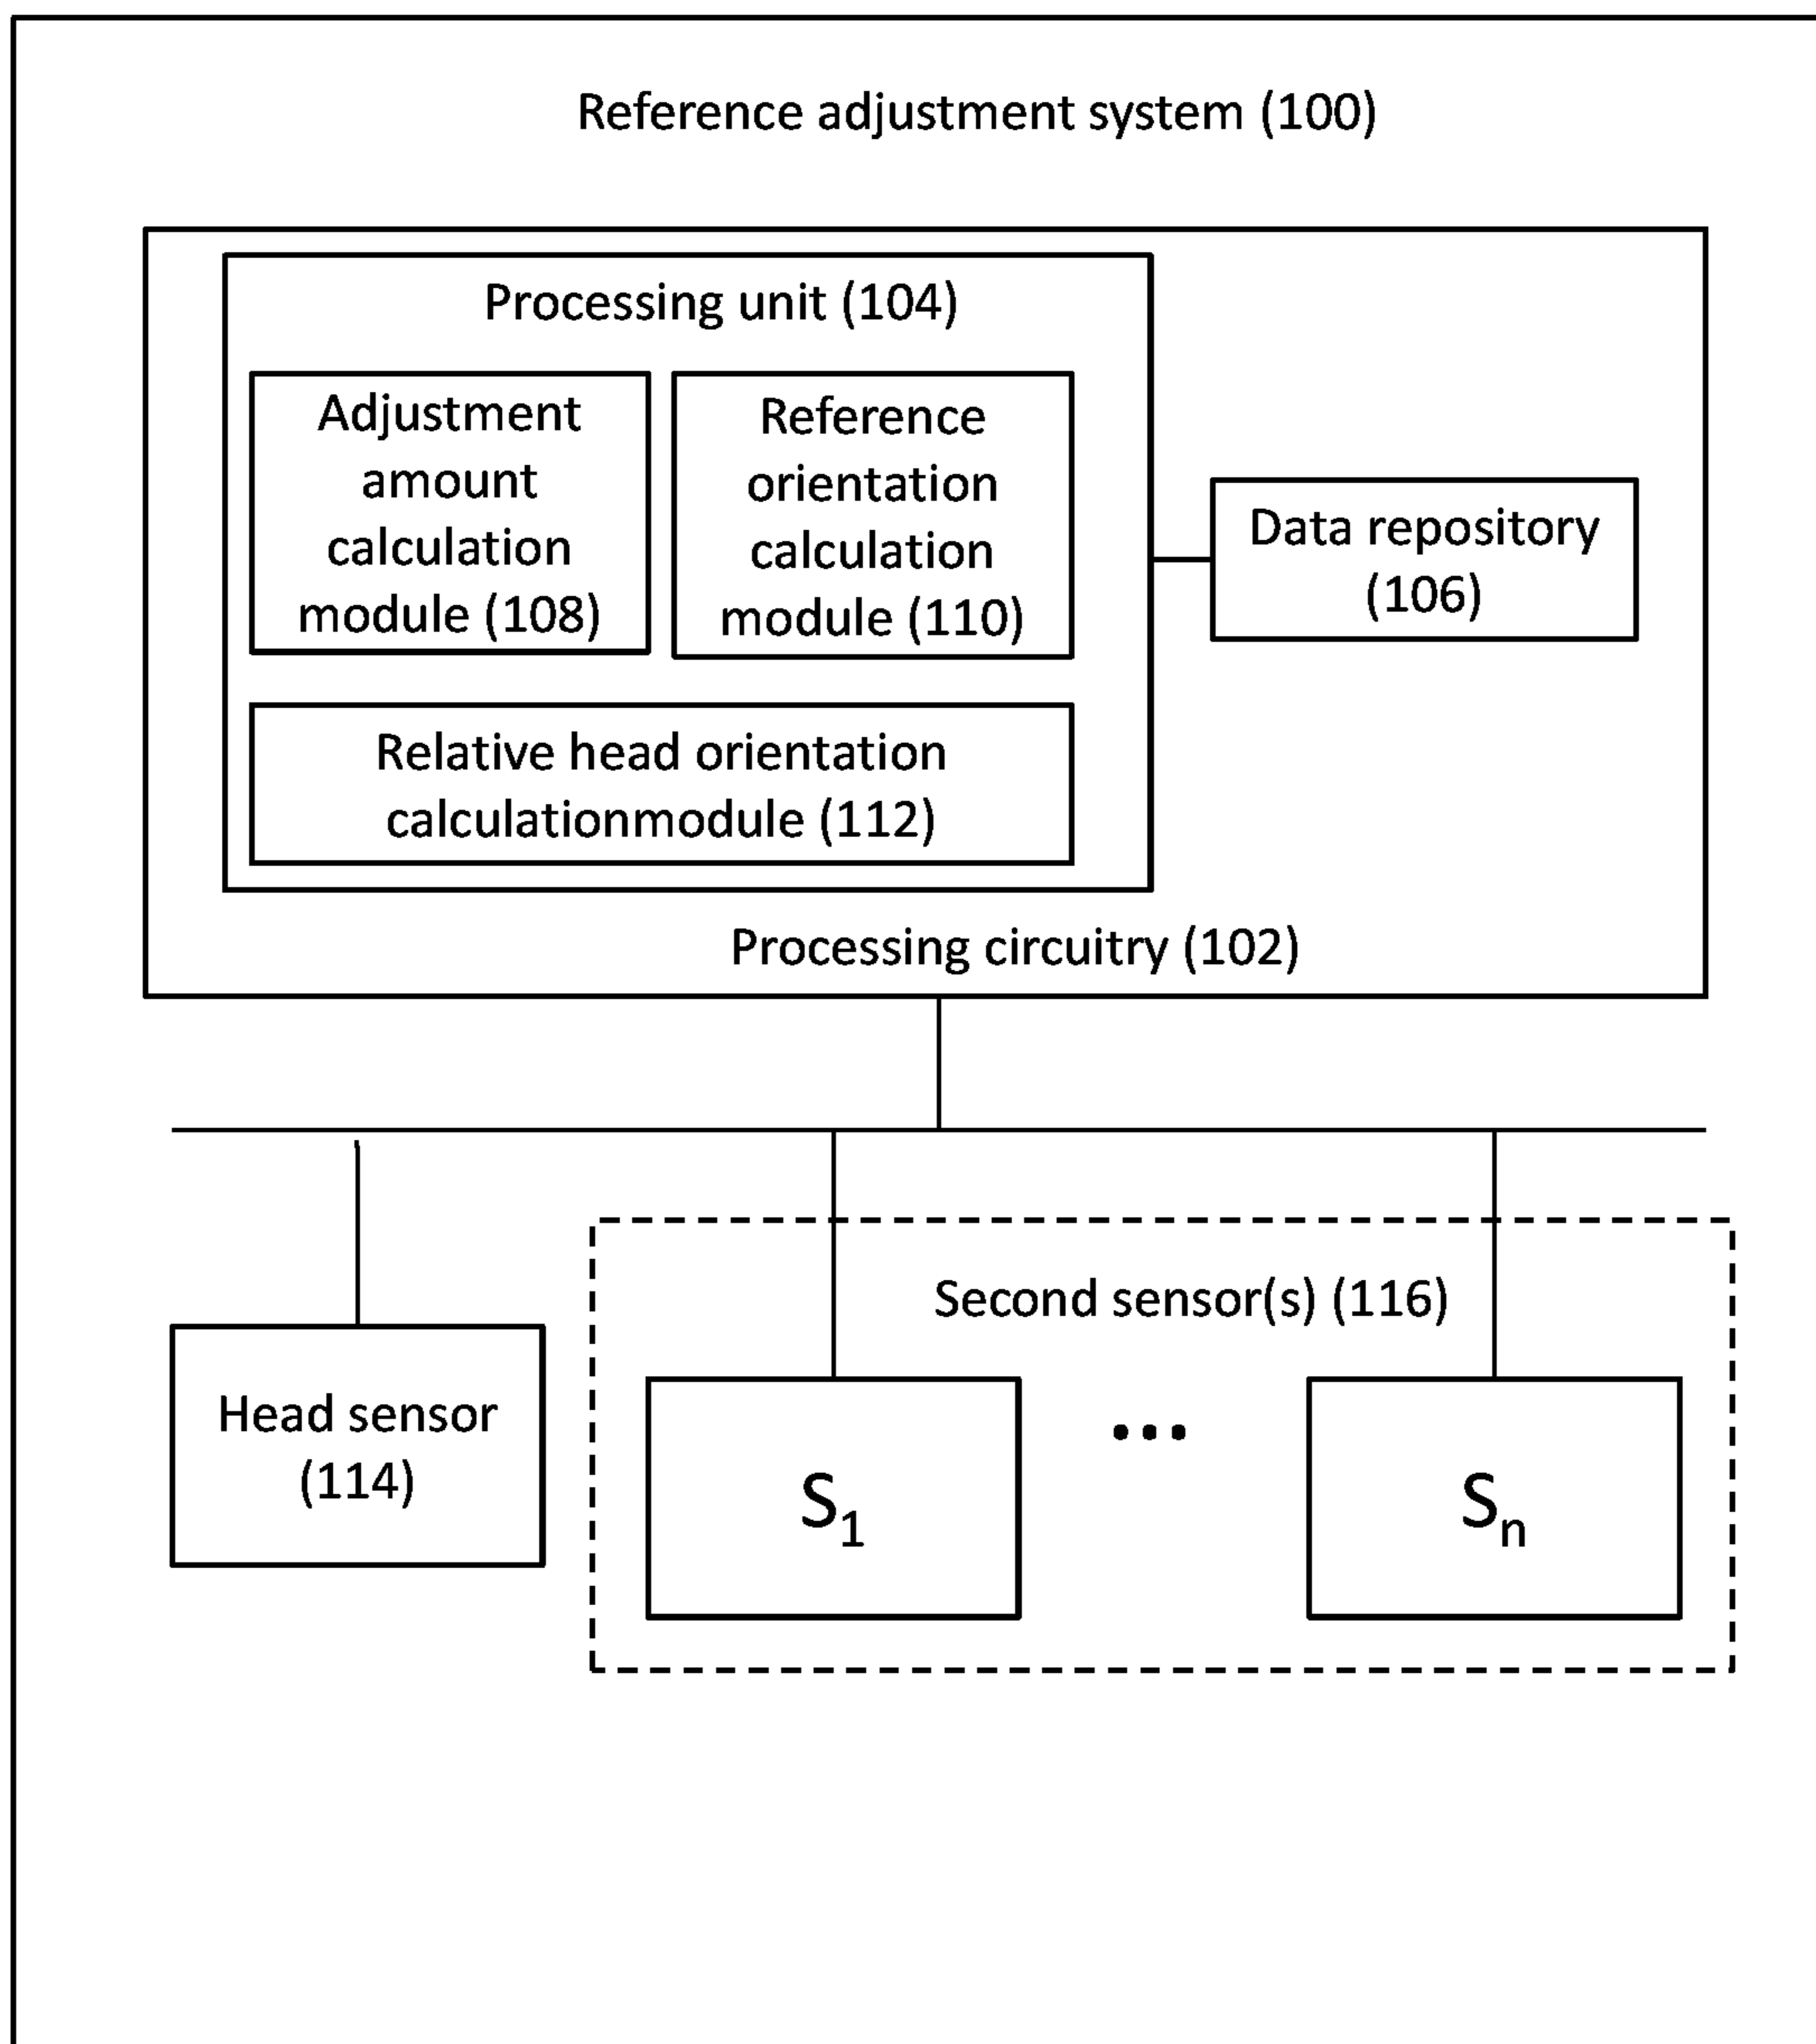 Reference adjustment system (100)
Processing unit (104)
Adjustment
amount
calculation
module (108)
Reference
orientation
calculation
module (110)
Data repository
(106)
Relative head orientation
calculationmodule (112)
Processing circuitry (102)
Second sensor(s) (116)
Head sensor
(114)
S1
...
Sn